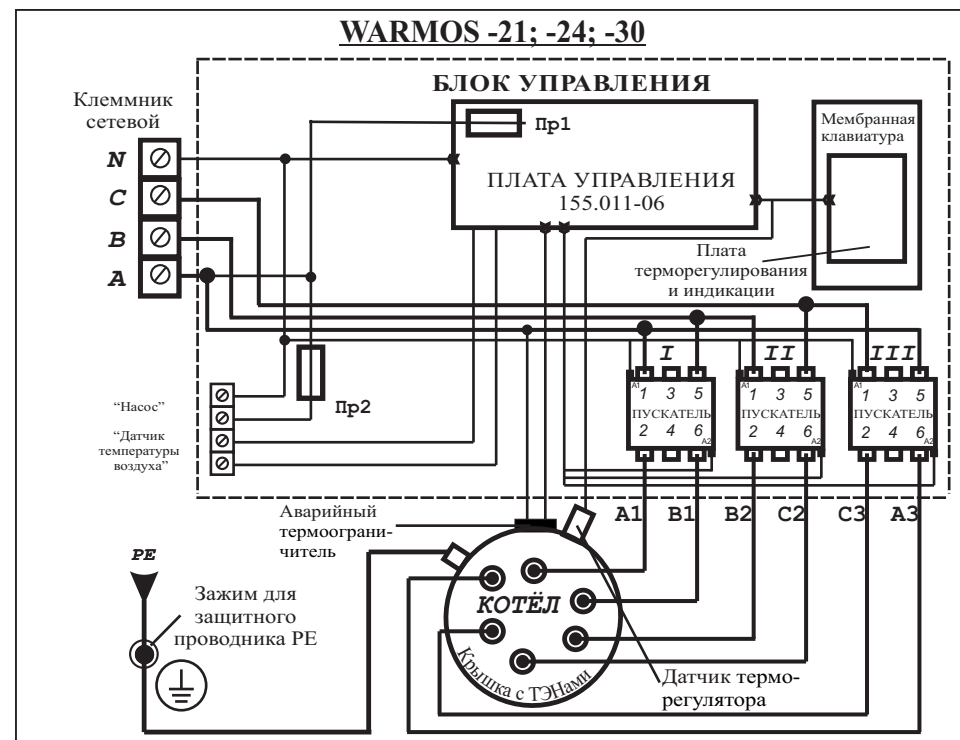 WARMOS -21; -24; -30
БЛОК УПРАВЛЕНИЯ
Клеммник
сетевой
N
C
B
A
Пр1
ПЛАТА УПРАВЛЕНИЯ
155.011-06
Мембранная
клавиатура
Плата
терморегулирования
и индикации
Пр2
“Насос”
“Датчик
температуры
воздуха”
I
II
III
A1
1 3 5
ПУСКАТЕЛЬ
2 4 6
A2
A1
1 3 5
ПУСКАТЕЛЬ
2 4 6
A2
A1
1 3 5
ПУСКАТЕЛЬ
2 4 6
A2
Аварийный
термоограни-
читель
A1 B1 B2 C2 C3 A3
PE
Зажим для
защитного
проводника PE
КОТЁЛ
Крышка с ТЭНами
Датчик термо-
регулятора